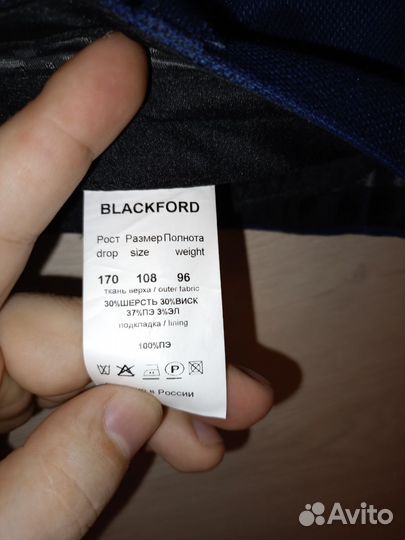 BLACKFORD
Рост Размер Полнота
drop size weight
170 108 96
ткань верха / outer fabric
30%ШЕРСТЬ 30%ВИСК
37%ПЭ 3%ЭЛ
подкладка / lining
100%ПЭ
P
в России
Avito